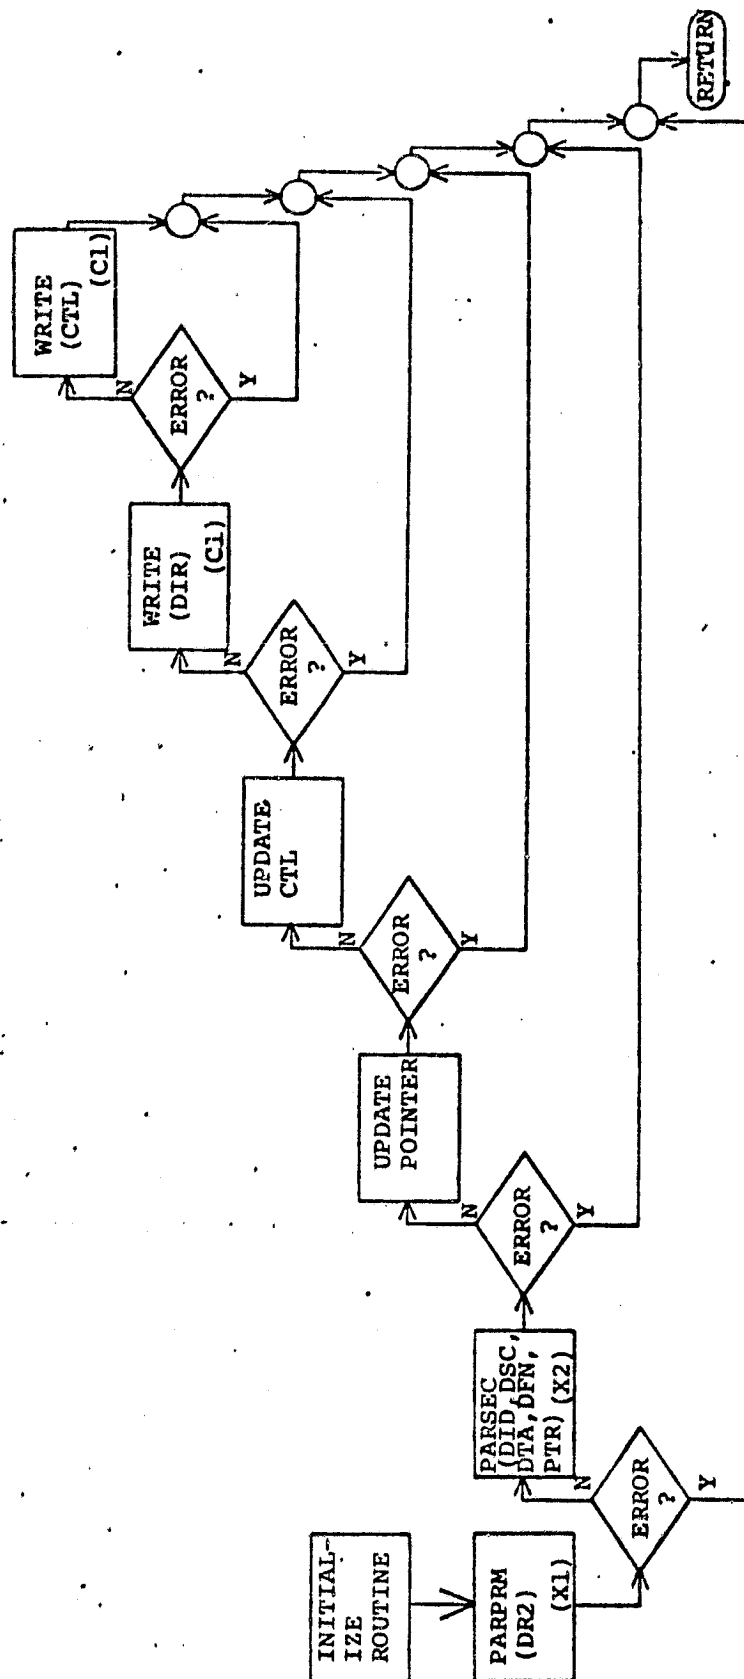 INITIAL-
IZE
ROUTINE
PARPRM
(DR2)
(X1)
ERROR
?
N
Y
PARSEC
(DID,DSC,
DTA,DFN,
PTR) (X2)
ERROR
?
N
Y
UPDATE
POINTER
ERROR
?
N
Y
UPDATE
CTL
ERROR
?
N
Y
WRITE
(DIR)
(C1)
ERROR
?
N
Y
WRITE
(CTL)
(C1)
RETURN